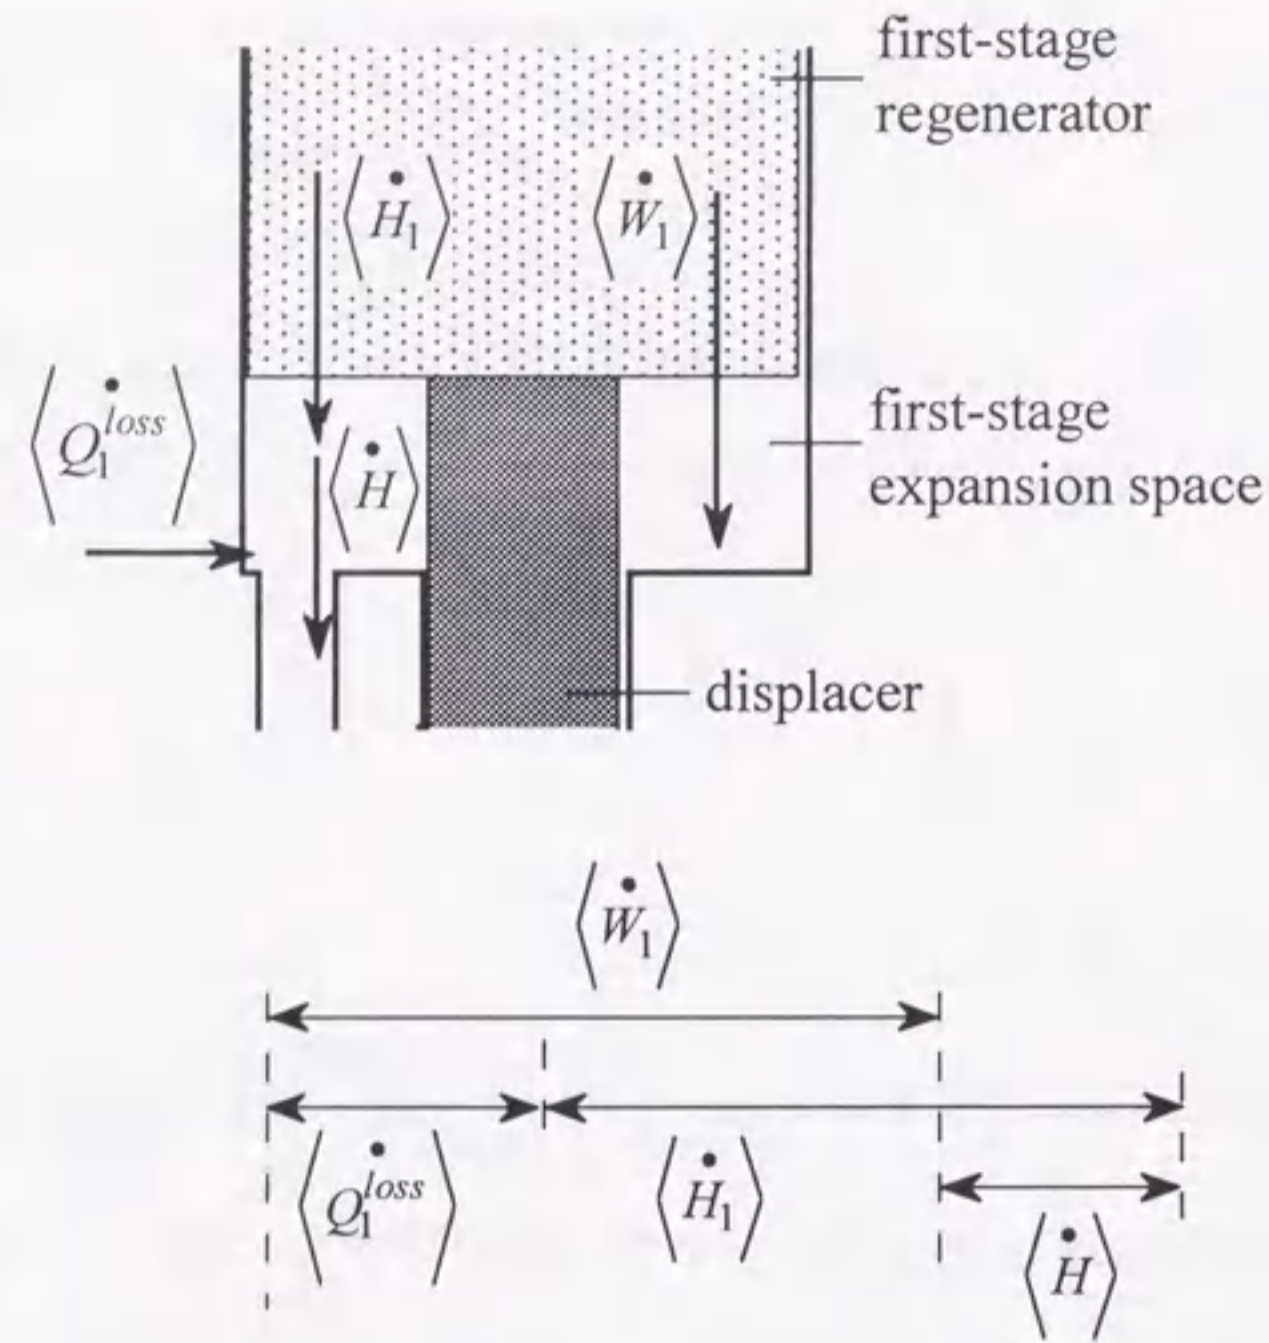 first-stage
regenerator
⟨Ḣ₁⟩ ⟨Ẇ₁⟩
⟨Q̇₁ˡᵒˢˢ⟩
first-stage
expansion space
⟨Ḣ⟩
displacer
⟨Ẇ₁⟩
⟨Q̇₁ˡᵒˢˢ⟩ ⟨Ḣ₁⟩
⟨Ḣ⟩